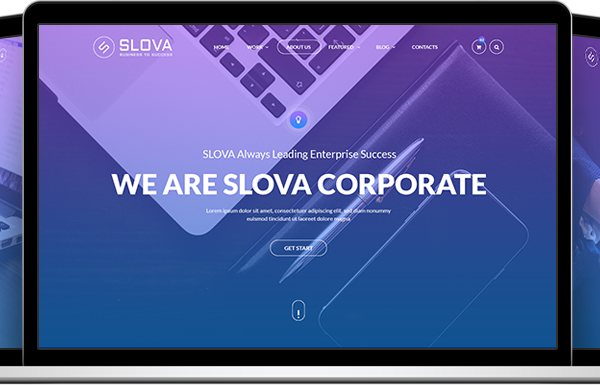 SLOVA
BUSINESS TO SUCCESS
HOME WORK ABOUT US FEATURED BLOG CONTACTS
SLOVA Always Leading Enterprise Success
WE ARE SLOVA CORPORATE
Lorem ipsum dolor sit amet, consectetuer adipiscing elit, sed diam nonummy
euismod tincidunt ut laoreet dolore magna
GET START